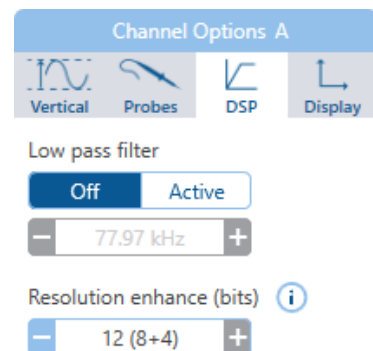 Channel Options A
Vertical Probes DSP Display
Low pass filter
Off Active
− 77.97 kHz +
Resolution enhance (bits) i
− 12 (8+4) +